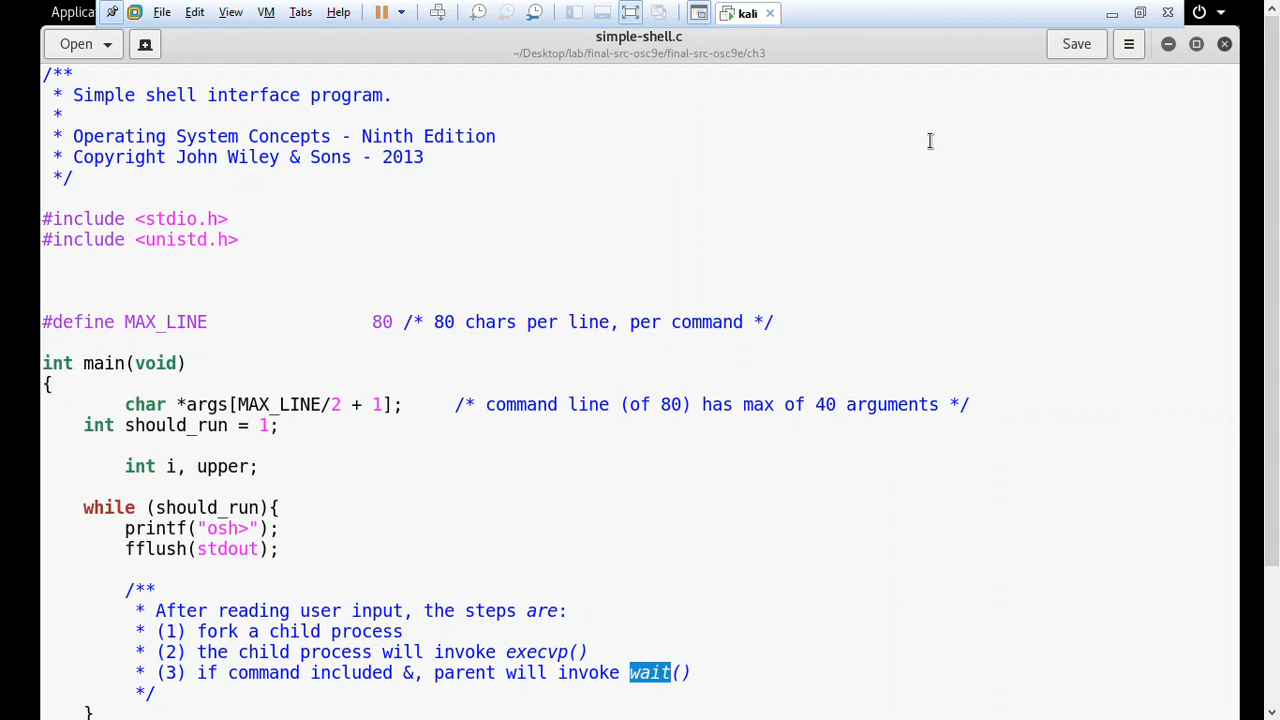 Applica File Edit View VM Tabs Help kali
Open simple-shell.c Save
~/Desktop/lab/final-src-osc9e/final-src-osc9e/ch3
/**
* Simple shell interface program.
*
* Operating System Concepts - Ninth Edition
* Copyright John Wiley & Sons - 2013
*/
#include <stdio.h>
#include <unistd.h>
#define MAX_LINE 80 /* 80 chars per line, per command */
int main(void)
{
char *args[MAX_LINE/2 + 1]; /* command line (of 80) has max of 40 arguments */
int should_run = 1;
int i, upper;
while (should_run){
printf("osh>");
fflush(stdout);
/**
* After reading user input, the steps are:
* (1) fork a child process
* (2) the child process will invoke execvp()
* (3) if command included &, parent will invoke wait()
*/
}